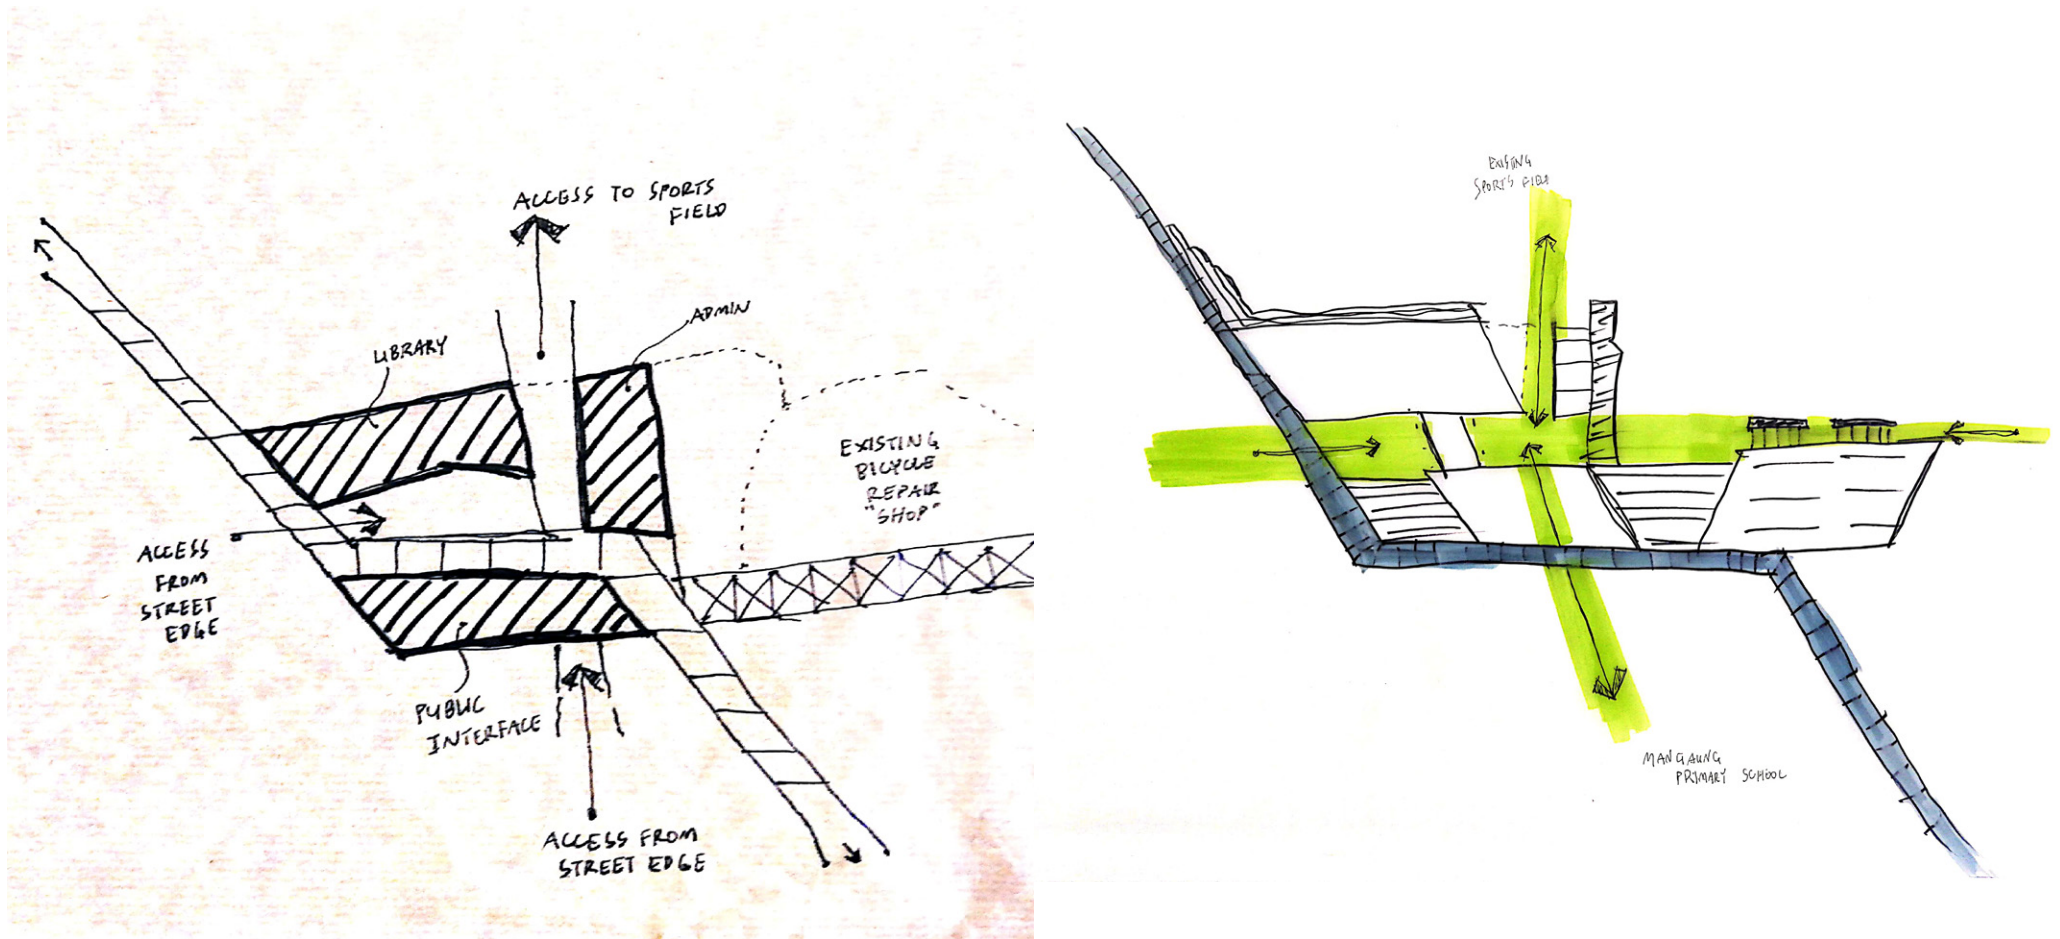 ACCESS TO SPORTS
FIELD
ADMIN
LIBRARY
EXISTING
BICYCLE
REPAIR
"SHOP"
ACCESS
FROM
STREET
EDGE
PUBLIC
INTERFACE
ACCESS FROM
STREET EDGE
EXISTING
SPORTS FIELD
MANGAUNG
PRIMARY SCHOOL